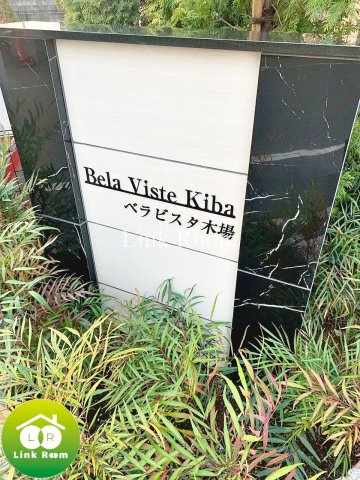 Bela Viste Kiba
ベラビスタ木場
Link Room
LR
Link Room